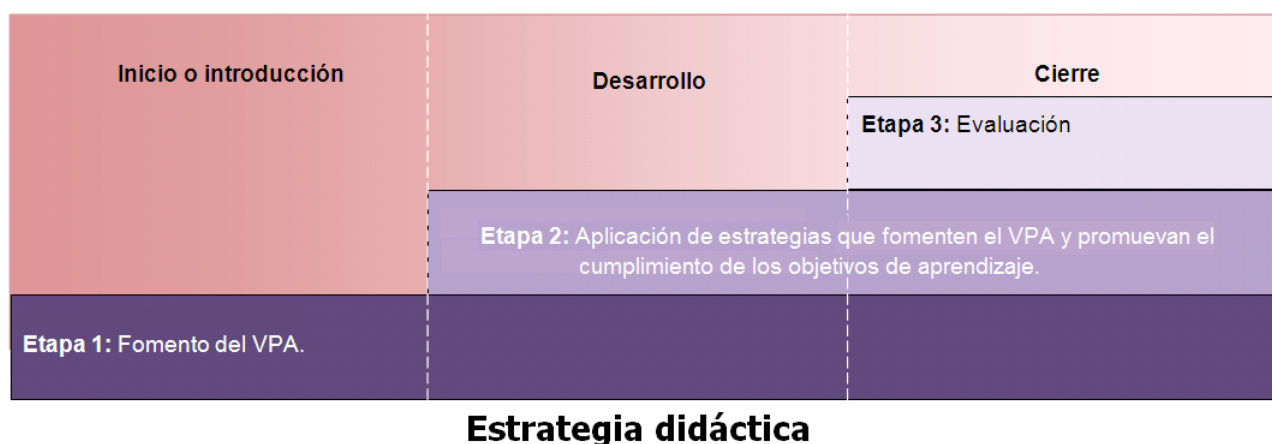 Inicio o introducción
Desarrollo
Cierre
Etapa 3: Evaluación
Etapa 2: Aplicación de estrategias que fomenten el VPA y promuevan el
cumplimiento de los objetivos de aprendizaje.
Etapa 1: Fomento del VPA.
Estrategia didáctica